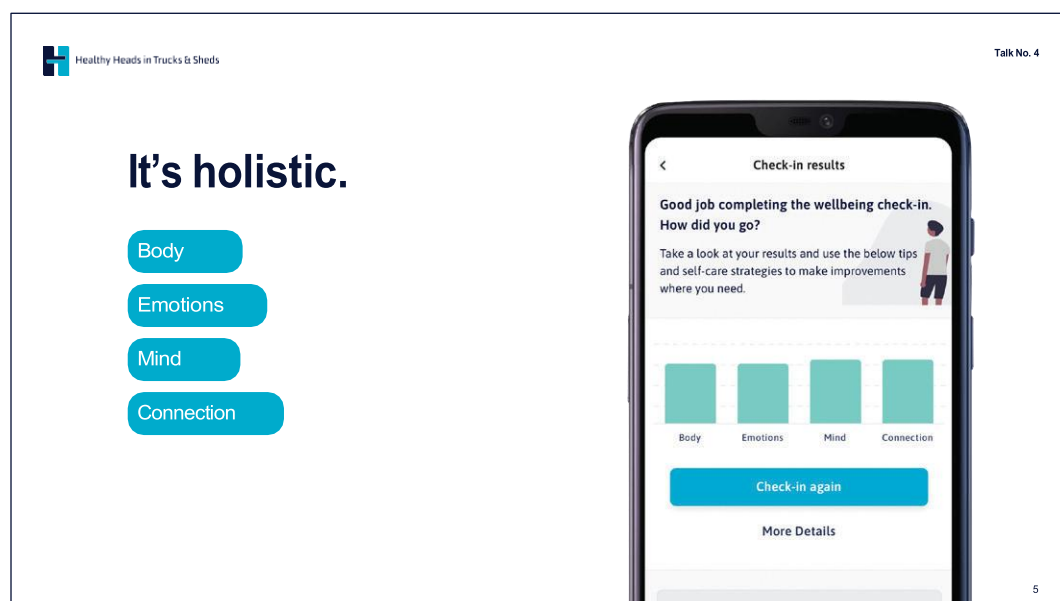 Healthy Heads in Trucks & Sheds
Talk No. 4
It's holistic.
Body
Emotions
Mind
Connection
Check-in results
Good job completing the wellbeing check-in.
How did you go?
Take a look at your results and use the below tips
and self-care strategies to make improvements
where you need.
Body Emotions Mind Connection
Check-in again
More Details
5